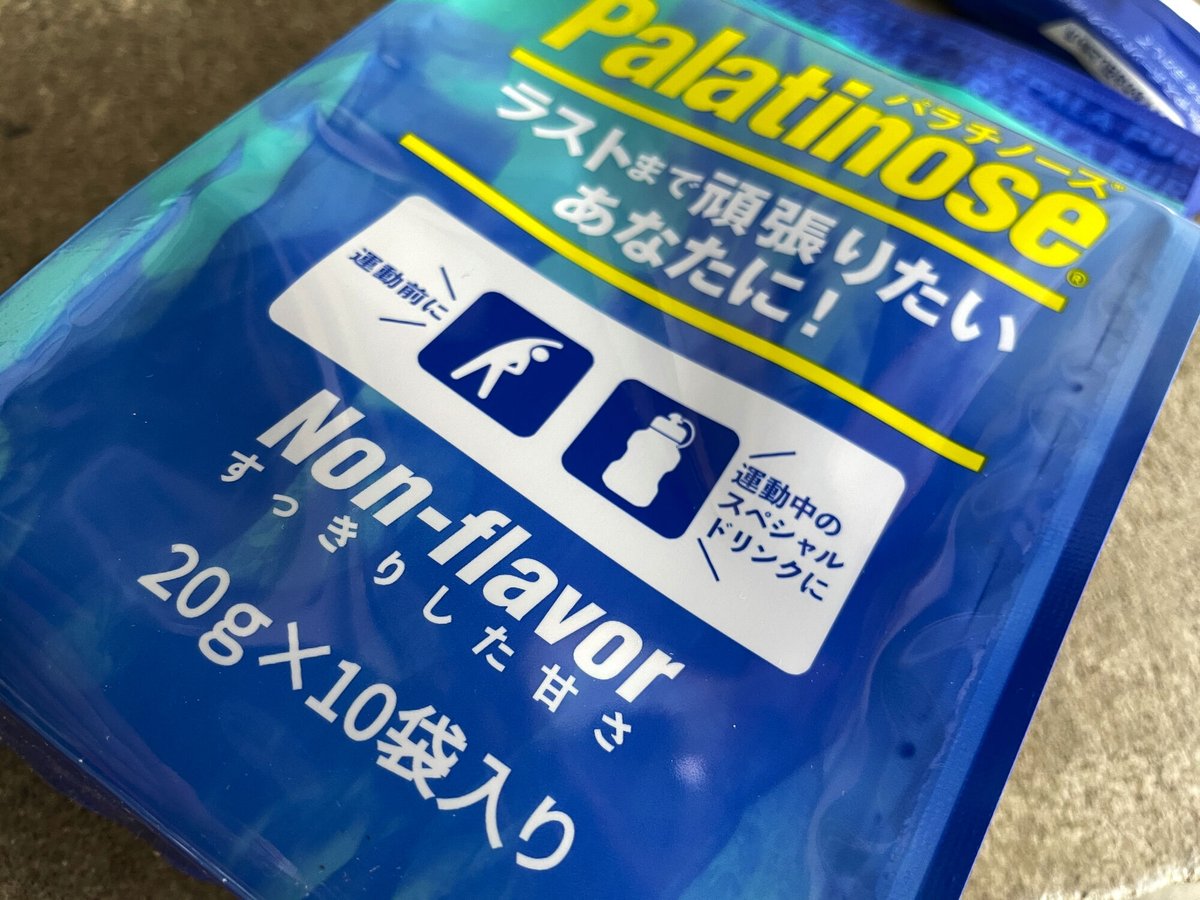 Palatinose®
パラチノース®
ラストまで頑張りたい
あなたに!
運動前に
運動中の
スペシャル
ドリンクに
Non-flavor
すっきりした甘さ
20g×10袋入り